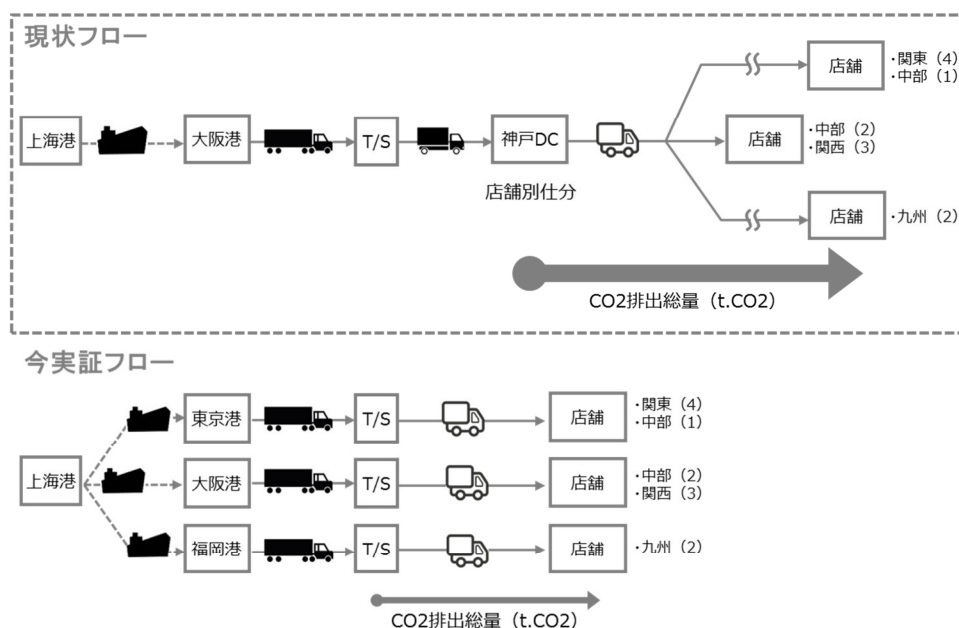 現状フロー
上海港
大阪港
T/S
神戸DC
店舗別仕分
店舗
・関東（4）
・中部（1）
店舗
・中部（2）
・関西（3）
店舗
・九州（2）
CO2排出総量（t.CO2）
今実証フロー
上海港
東京港
T/S
店舗
・関東（4）
・中部（1）
大阪港
T/S
店舗
・中部（2）
・関西（3）
福岡港
T/S
店舗
・九州（2）
CO2排出総量（t.CO2）